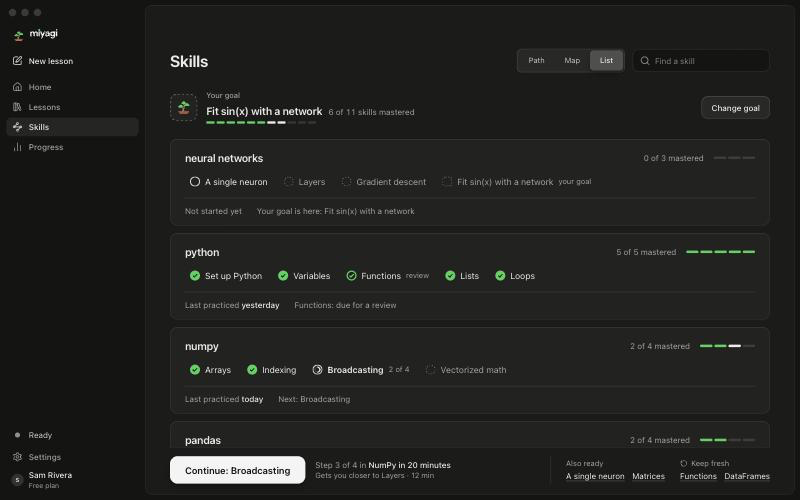 miyagi
New lesson
Home
Lessons
Skills
Progress
Ready
Settings
S
Sam Rivera
Free plan
Skills
Path Map List
Find a skill
Your goal
Fit sin(x) with a network 6 of 11 skills mastered
Change goal
neural networks 0 of 3 mastered
A single neuron Layers Gradient descent Fit sin(x) with a network your goal
Not started yet Your goal is here: Fit sin(x) with a network
python 5 of 5 mastered
Set up Python Variables Functions review Lists Loops
Last practiced yesterday Functions: due for a review
numpy 2 of 4 mastered
Arrays Indexing Broadcasting 2 of 4 Vectorized math
Last practiced today Next: Broadcasting
pandas 2 of 4 mastered
Continue: Broadcasting
Step 3 of 4 in NumPy in 20 minutes
Gets you closer to Layers · 12 min
Also ready
A single neuron Matrices
Keep fresh
Functions DataFrames